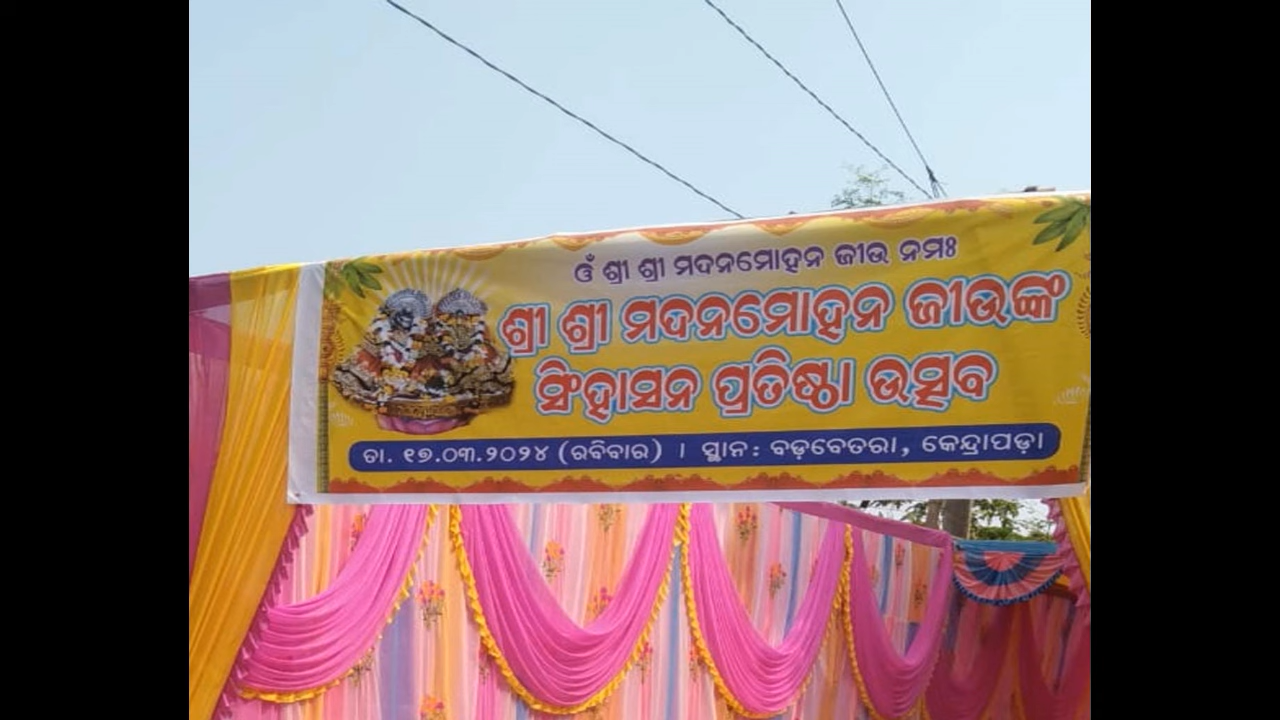 ଓଁ ଶ୍ରୀ ଶ୍ରୀ ମଦନମୋହନ ଜୀଉ ନମଃ
ଶ୍ରୀ ଶ୍ରୀ ମଦନମୋହନ ଜୀଉଙ୍କ
ସିଂହାସନ ପ୍ରତିଷ୍ଠା ଉତ୍ସବ
ତା. ୧୭.୦୩.୨୦୨୪ (ରବିବାର) । ସ୍ଥାନ: ବଡ଼ବେତରା, କେନ୍ଦ୍ରାପଡ଼ା